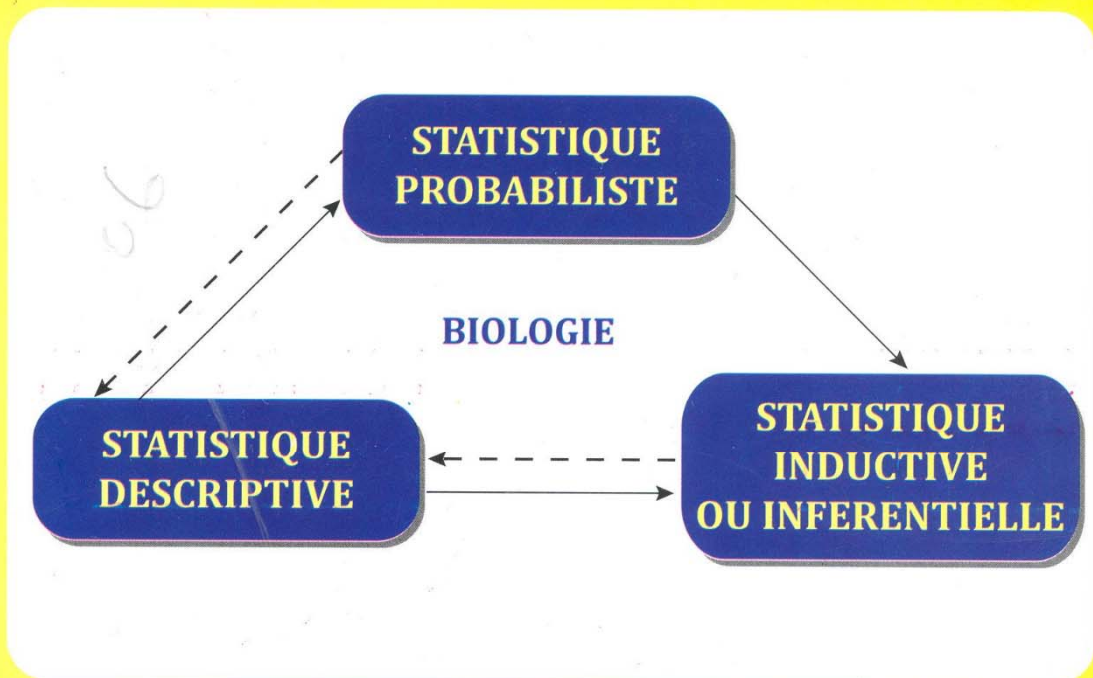 STATISTIQUE
PROBABILISTE
BIOLOGIE
STATISTIQUE
DESCRIPTIVE
STATISTIQUE
INDUCTIVE
OU INFERENTIELLE